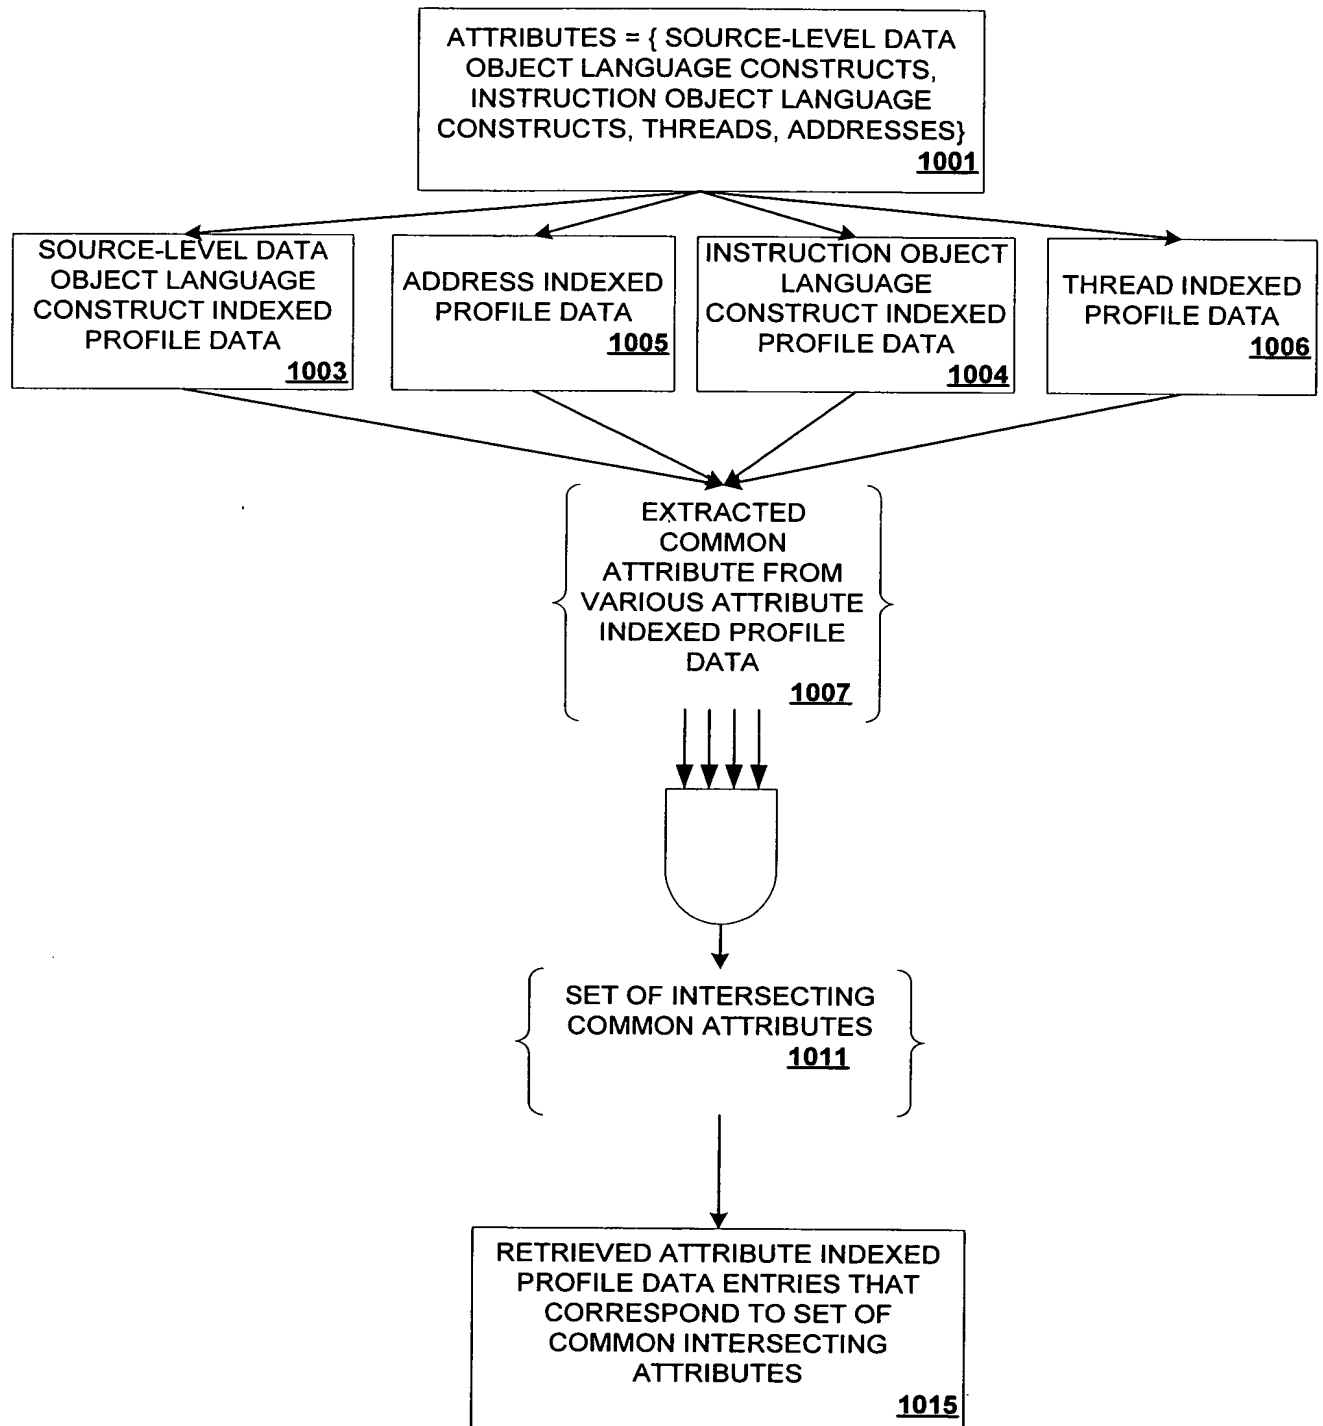 ATTRIBUTES = { SOURCE-LEVEL DATA
OBJECT LANGUAGE CONSTRUCTS,
INSTRUCTION OBJECT LANGUAGE
CONSTRUCTS, THREADS, ADDRESSES}
1001
SOURCE-LEVEL DATA
OBJECT LANGUAGE
CONSTRUCT INDEXED
PROFILE DATA
1003
ADDRESS INDEXED
PROFILE DATA
1005
INSTRUCTION OBJECT
LANGUAGE
CONSTRUCT INDEXED
PROFILE DATA
1004
THREAD INDEXED
PROFILE DATA
1006
EXTRACTED
COMMON
ATTRIBUTE FROM
VARIOUS ATTRIBUTE
INDEXED PROFILE
DATA
1007
SET OF INTERSECTING
COMMON ATTRIBUTES
1011
RETRIEVED ATTRIBUTE INDEXED
PROFILE DATA ENTRIES THAT
CORRESPOND TO SET OF
COMMON INTERSECTING
ATTRIBUTES
1015